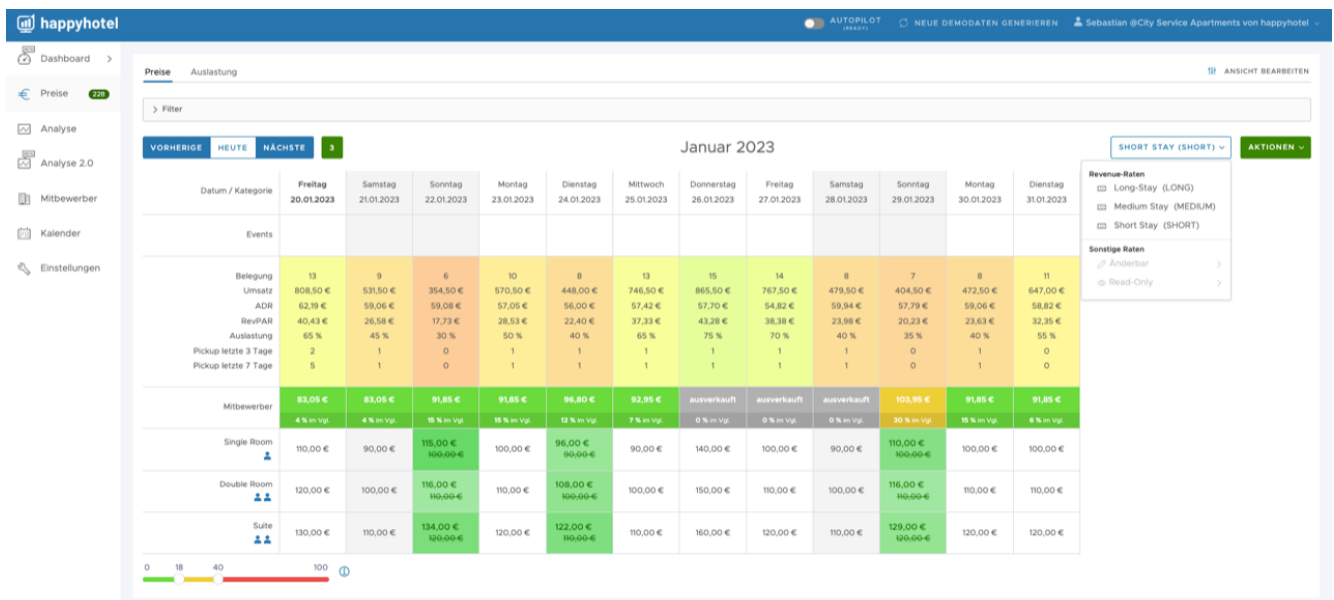 happyhotel
AUTOPILOT
(READY)
NEUE DEMODATEN GENERIEREN
Sebastian @City Service Apartments von happyhotel
Dashboard
Preise 228
Analyse
Analyse 2.0
Mitbewerber
Kalender
Einstellungen
Preise Auslastung
ANSICHT BEARBEITEN
Filter
VORHERIGE HEUTE NÄCHSTE 3
Januar 2023
SHORT STAY (SHORT)
AKTIONEN
Revenue-Raten
Long-Stay (LONG)
Medium Stay (MEDIUM)
Short Stay (SHORT)
Sonstige Raten
Änderbar
Read-Only
Datum / Kategorie
Freitag Samstag Sonntag Montag Dienstag Mittwoch Donnerstag Freitag Samstag Sonntag Montag Dienstag
20.01.2023 21.01.2023 22.01.2023 23.01.2023 24.01.2023 25.01.2023 26.01.2023 27.01.2023 28.01.2023 29.01.2023 30.01.2023 31.01.2023
Events
Belegung 13 9 6 10 8 13 15 14 8 7 8 11
Umsatz 808,50 € 531,50 € 354,50 € 570,50 € 448,00 € 746,50 € 865,50 € 767,50 € 479,50 € 404,50 € 472,50 € 647,00 €
ADR 62,19 € 59,06 € 59,08 € 57,05 € 56,00 € 57,42 € 57,70 € 54,82 € 59,94 € 57,79 € 59,06 € 58,82 €
RevPAR 40,43 € 26,58 € 17,73 € 28,53 € 22,40 € 37,33 € 43,28 € 38,38 € 23,98 € 20,23 € 23,63 € 32,35 €
Auslastung 65 % 45 % 30 % 50 % 40 % 65 % 75 % 70 % 40 % 35 % 40 % 55 %
Pickup letzte 3 Tage 2 1 0 1 1 1 1 1 1 0 1 0
Pickup letzte 7 Tage 5 1 0 1 1 1 1 1 1 0 1 0
Mitbewerber
83,05 € 83,05 € 91,85 € 91,85 € 96,80 € 92,95 € ausverkauft ausverkauft ausverkauft 103,95 € 91,85 € 91,85 €
4 % im Vgl. 4 % im Vgl. 15 % im Vgl. 15 % im Vgl. 12 % im Vgl. 7 % im Vgl. 0 % im Vgl. 0 % im Vgl. 0 % im Vgl. 30 % im Vgl. 15 % im Vgl. 6 % im Vgl.
Single Room 110,00 € 90,00 € 115,00 € 100,00 € 96,00 € 90,00 € 140,00 € 100,00 € 90,00 € 110,00 € 100,00 € 100,00 €
100,00 € 90,00 € 100,00 €
Double Room 120,00 € 100,00 € 116,00 € 110,00 € 108,00 € 100,00 € 150,00 € 110,00 € 100,00 € 116,00 € 110,00 € 110,00 €
110,00 € 100,00 € 110,00 €
Suite 130,00 € 110,00 € 134,00 € 120,00 € 122,00 € 110,00 € 160,00 € 120,00 € 110,00 € 129,00 € 120,00 € 120,00 €
120,00 € 110,00 € 120,00 €
0 18 40 100